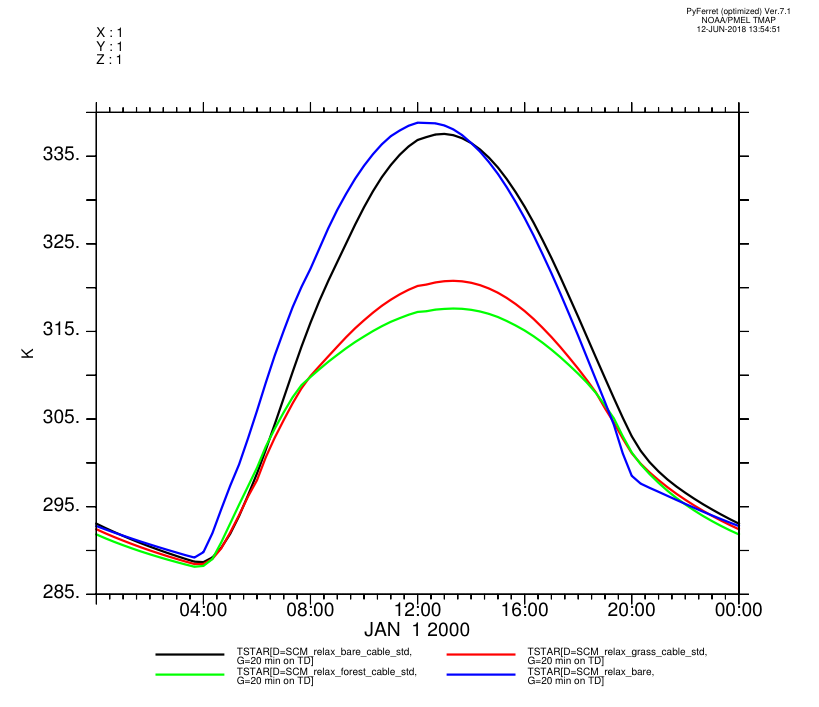 PyFerret (optimized) Ver.7.1
NOAA/PMEL TMAP
12-JUN-2018 13:54:51
X : 1
Y : 1
Z : 1
335.
325.
315.
305.
295.
285.
K
04:00 08:00 12:00 16:00 20:00 00:00
JAN 1 2000
TSTAR[D=SCM_relax_bare_cable_std,
G=20 min on TD]
TSTAR[D=SCM_relax_grass_cable_std,
G=20 min on TD]
TSTAR[D=SCM_relax_forest_cable_std,
G=20 min on TD]
TSTAR[D=SCM_relax_bare,
G=20 min on TD]